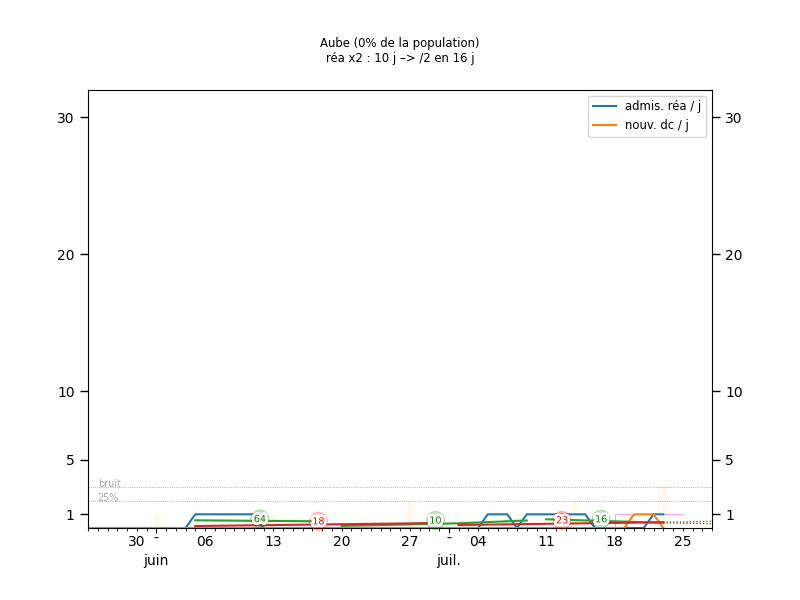 Aube (0% de la population)
réa x2 : 10 j –> /2 en 16 j
admis. réa / j
nouv. dc / j
30 30
20 20
10 10
5 5
bruit
25%
1 1
64 18 10 23 16
30 - 06 13 20 27 - 04 11 18 25
juin juil.